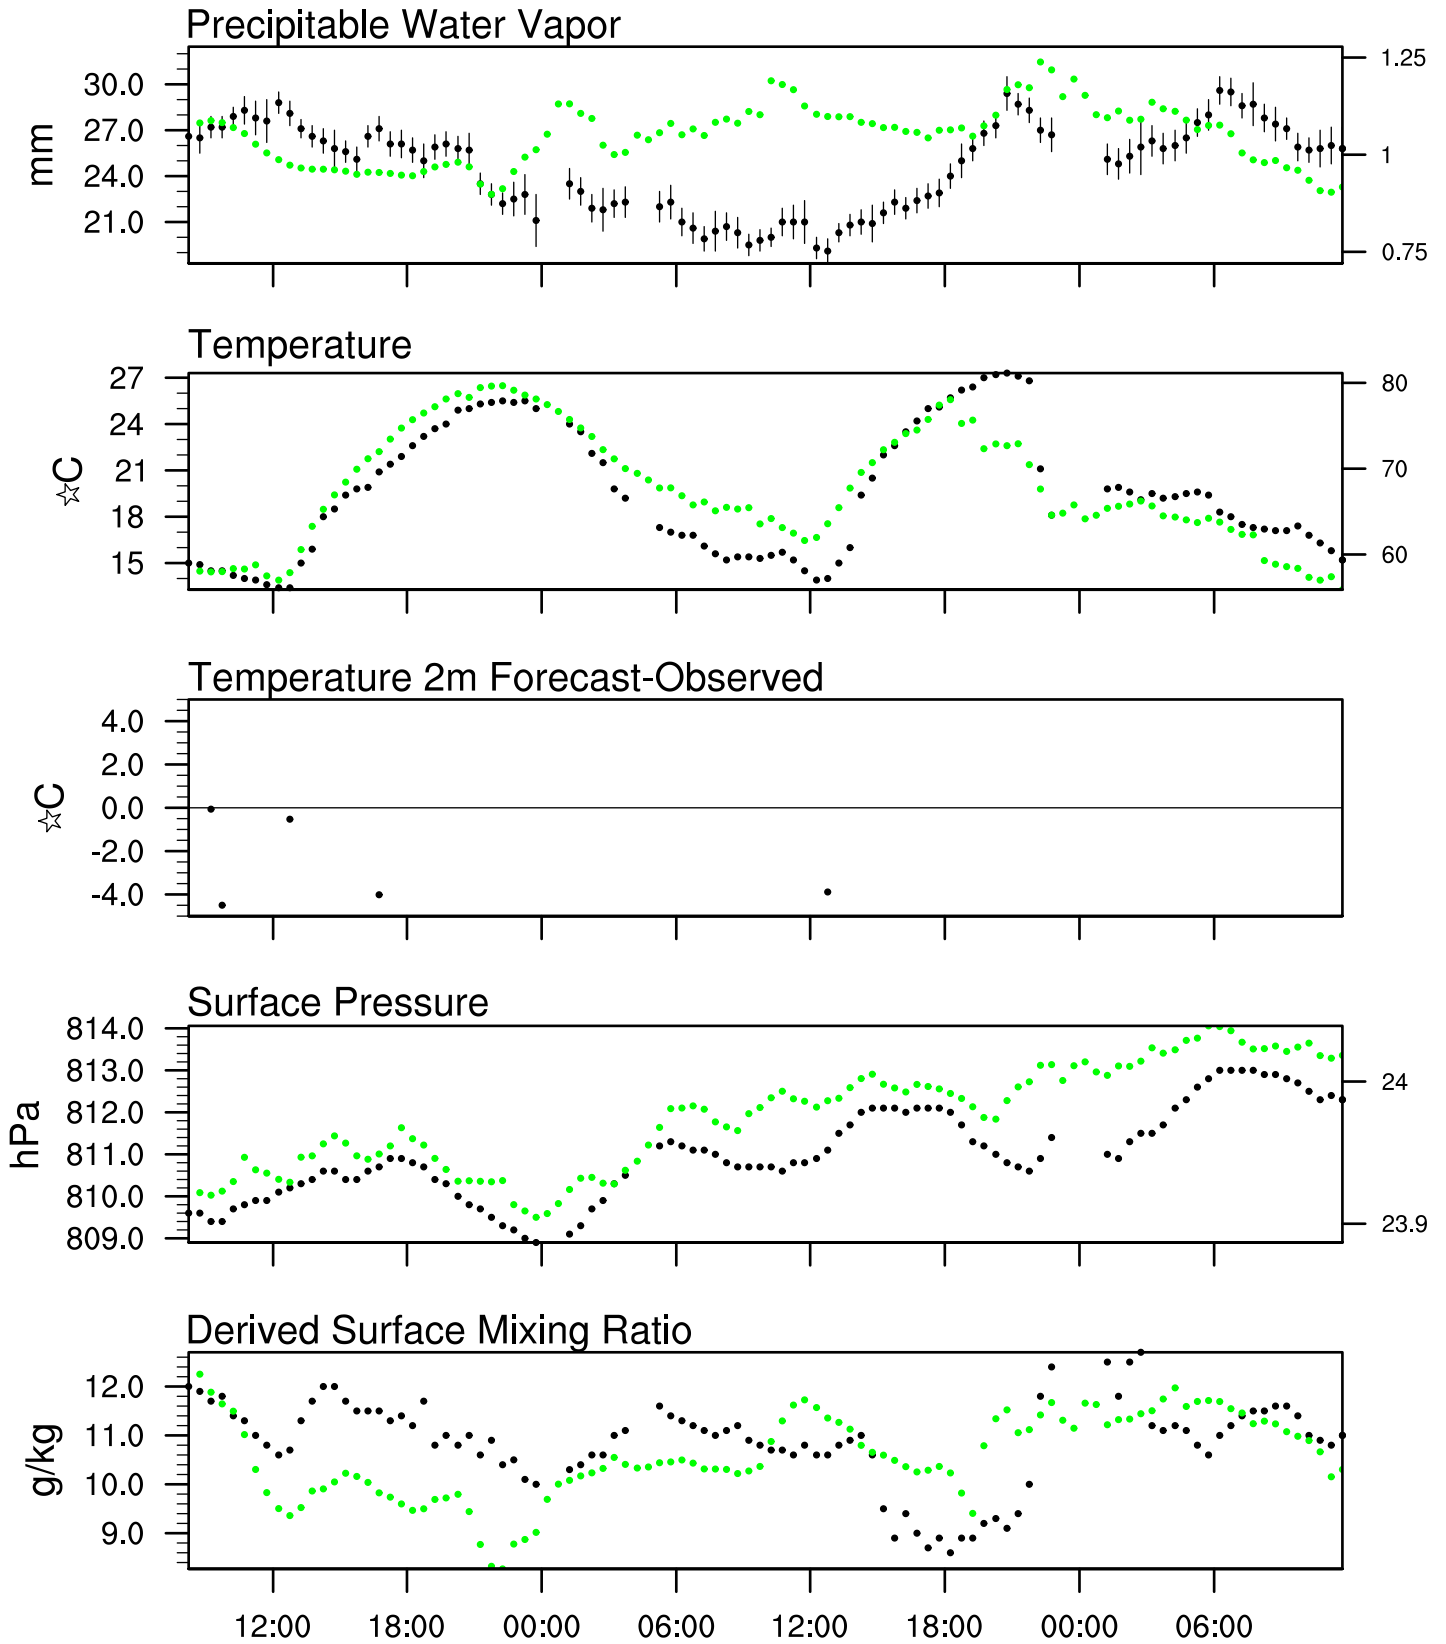 Precipitable Water Vapor
mm
30.0
27.0
24.0
21.0
1.25
1
0.75
Temperature
☆C
27
24
21
18
15
80
70
60
Temperature 2m Forecast-Observed
☆C
4.0
2.0
0.0
-2.0
-4.0
Surface Pressure
hPa
814.0
813.0
812.0
811.0
810.0
809.0
24
23.9
Derived Surface Mixing Ratio
g/kg
12.0
11.0
10.0
9.0
12:00 18:00 00:00 06:00 12:00 18:00 00:00 06:00